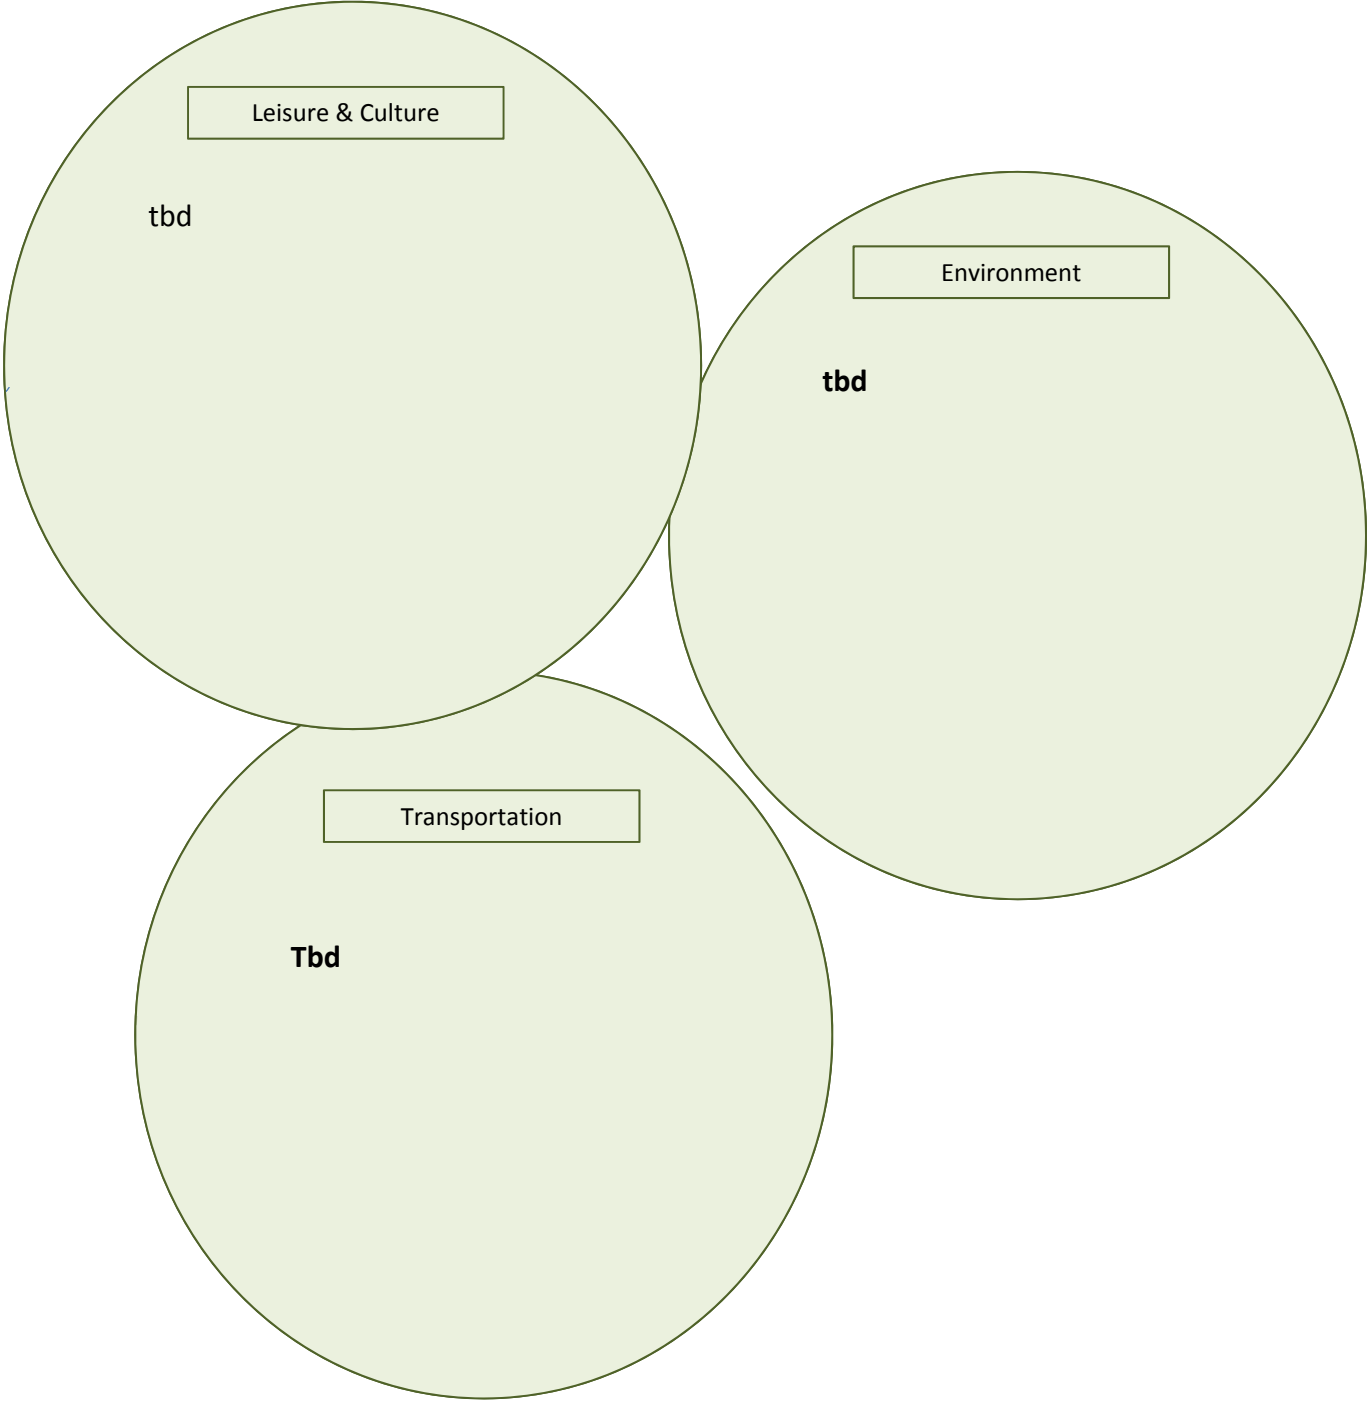 Leisure & Culture
tbd
Environment
tbd
Transportation
Tbd